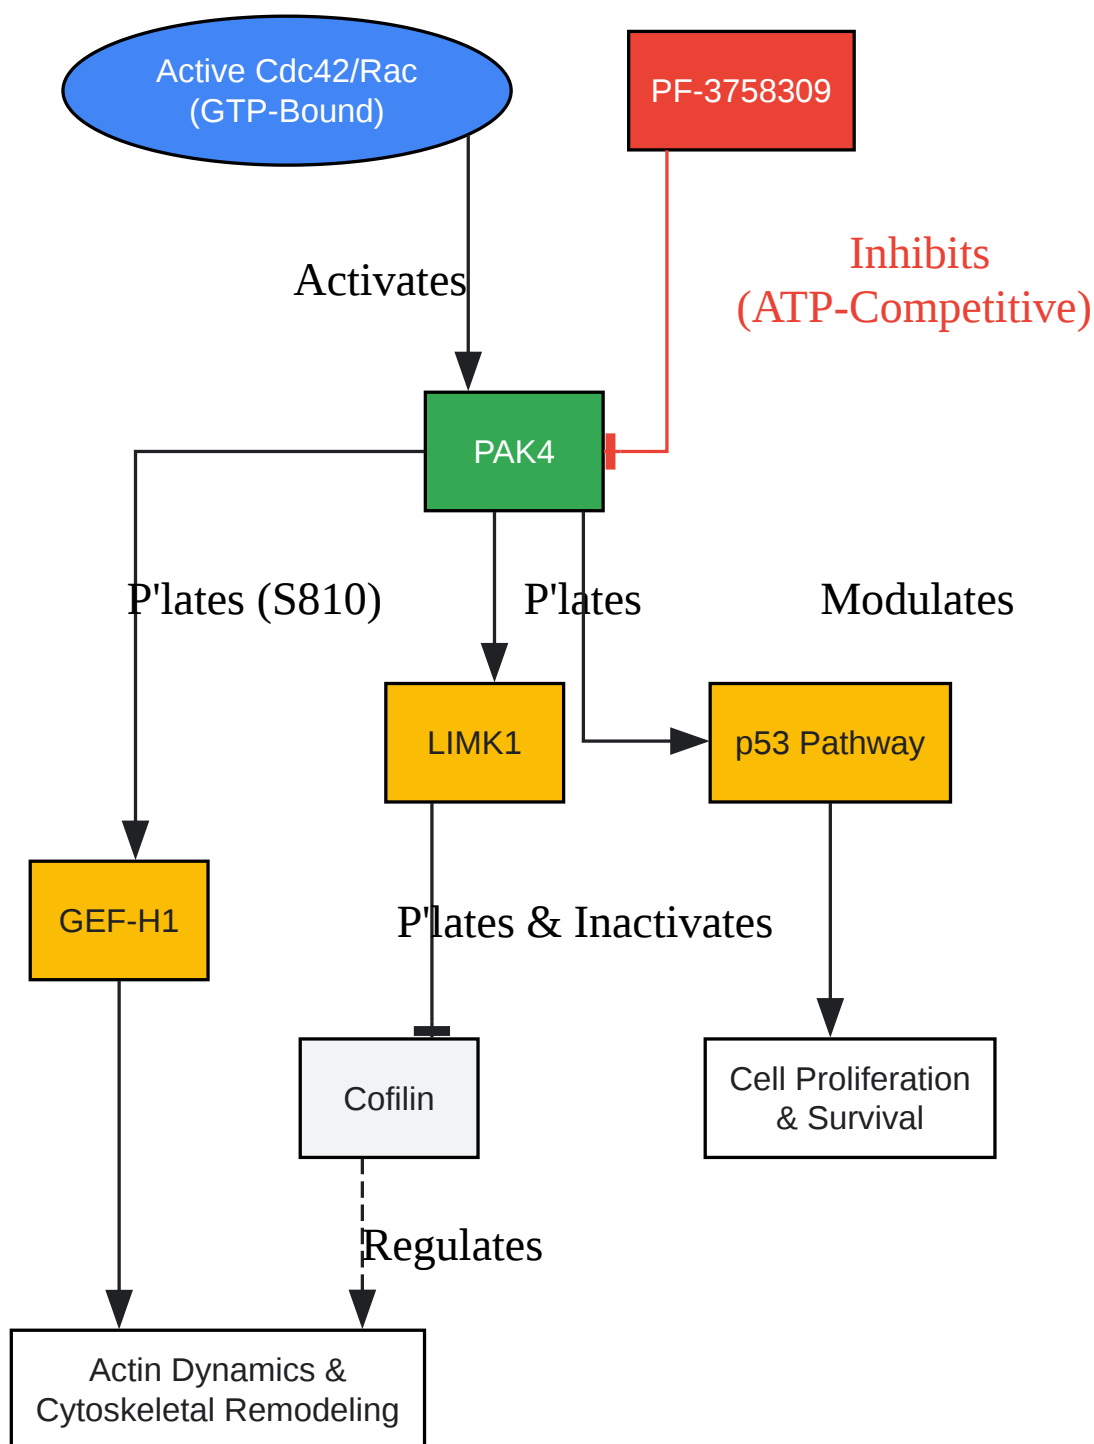 Active Cdc42/Rac
(GTP-Bound)
PF-3758309
Inhibits
(ATP-Competitive)
Activates
PAK4
P'lates (S810)
P'lates
Modulates
LIMK1
p53 Pathway
GEF-H1
P'lates & Inactivates
Cofilin
Cell Proliferation
& Survival
Regulates
Actin Dynamics &
Cytoskeletal Remodeling